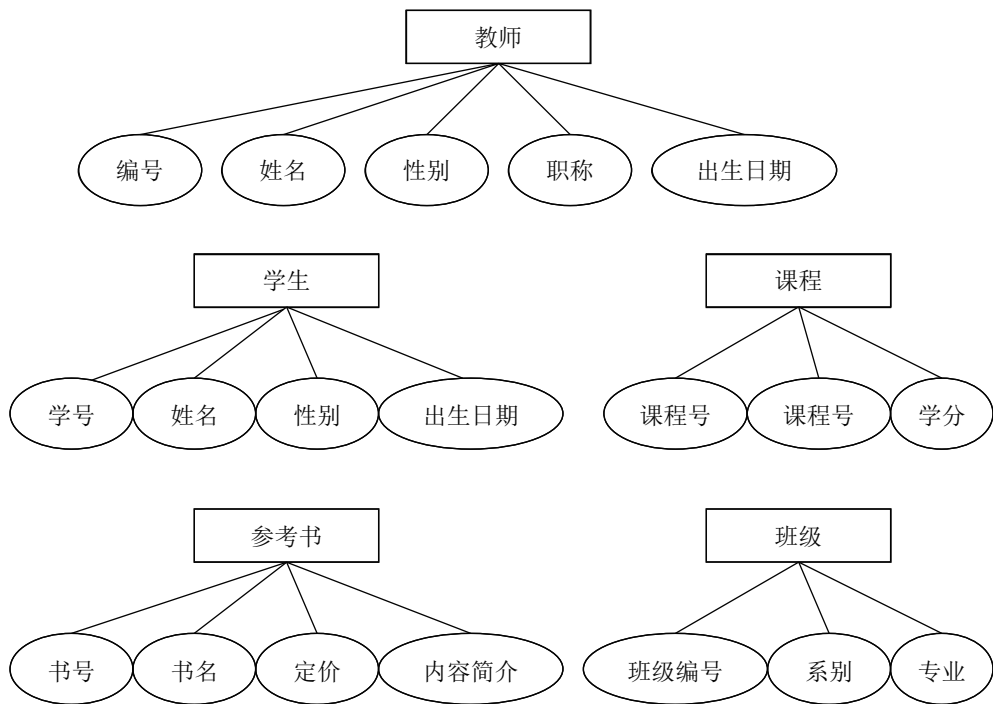 教师
编号 姓名 性别 职称 出生日期
学生 课程
学号 姓名 性别 出生日期 课程号 课程号 学分
参考书 班级
书号 书名 定价 内容简介 班级编号 系别 专业